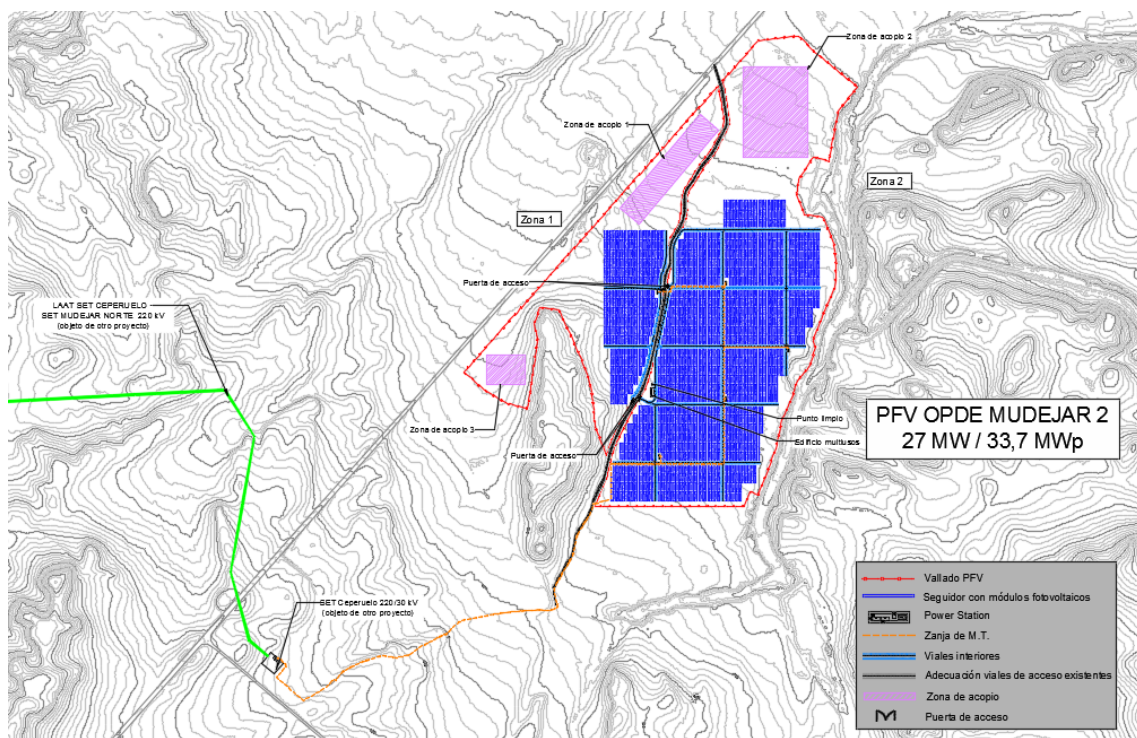 Zona de acopio 2
Zona de acopio 1
Zona 2
Zona 1
Puerta de acceso
LAAT SET CEPERUELO
SET MUDEJAR NORTE 220 kV
(objeto de otro proyecto)
Punto limpio
Zona de acopio 3
Edificio multiusos
Puerta de acceso
PFV OPDE MUDEJAR 2
27 MW / 33,7 MWp
SET Ceperuelo 220/30 kV
(objeto de otro proyecto)
Vallado PFV
Seguidor con módulos fotovoltaicos
Power Station
Zanja de M.T.
Viales interiores
Adecuación viales de acceso existentes
Zona de acopio
Puerta de acceso